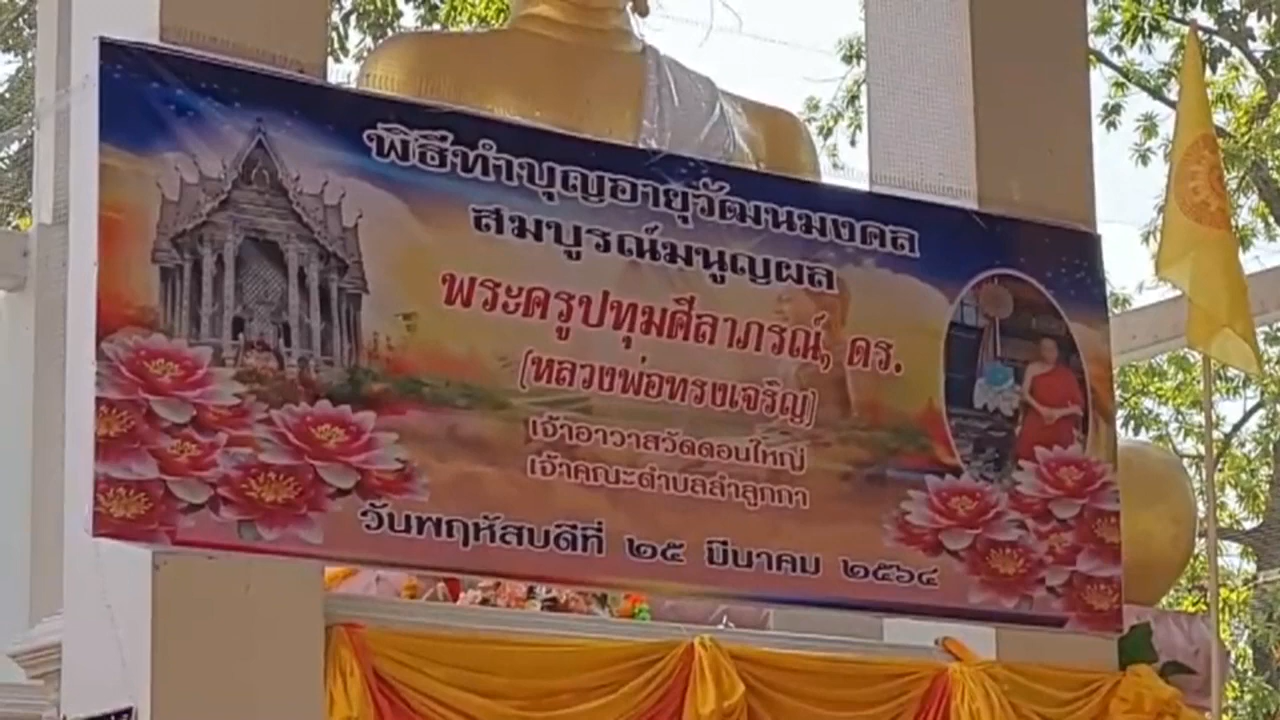 พิธีทำบุญอายุวัฒนมงคล
สมบูรณ์มนูญผล
พระครูปทุมศีลาภรณ์, ดร.
(หลวงพ่อทรงเจริญ)
เจ้าอาวาสวัดดอนใหญ่
เจ้าคณะตำบลลำลูกกา
วันพฤหัสบดีที่ ๒๕ มีนาคม ๒๕๖๔